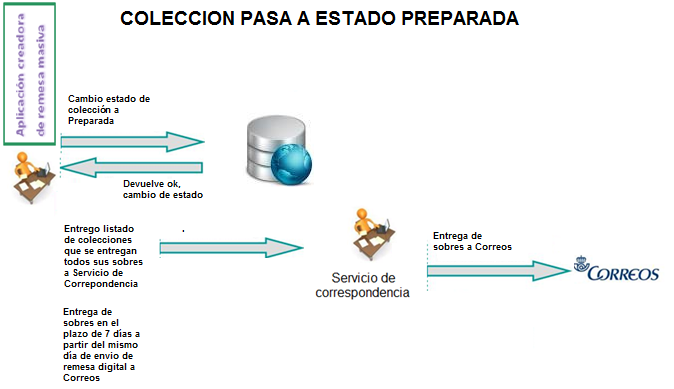 COLECCION PASA A ESTADO PREPARADA
Aplicación creadora
de remesa masiva
Cambio estado de
colección a
Preparada
Devuelve ok,
cambio de estado
Entrego listado
de colecciones
que se entregan
todos sus sobres
a Servicio de
Correpondencia
.
Servicio de
correspondencia
Entrega de
sobres a Correos
CORREOS
Entrega de
sobres en el
plazo de 7 días a
partir del mismo
día de envio de
remesa digital a
Correos